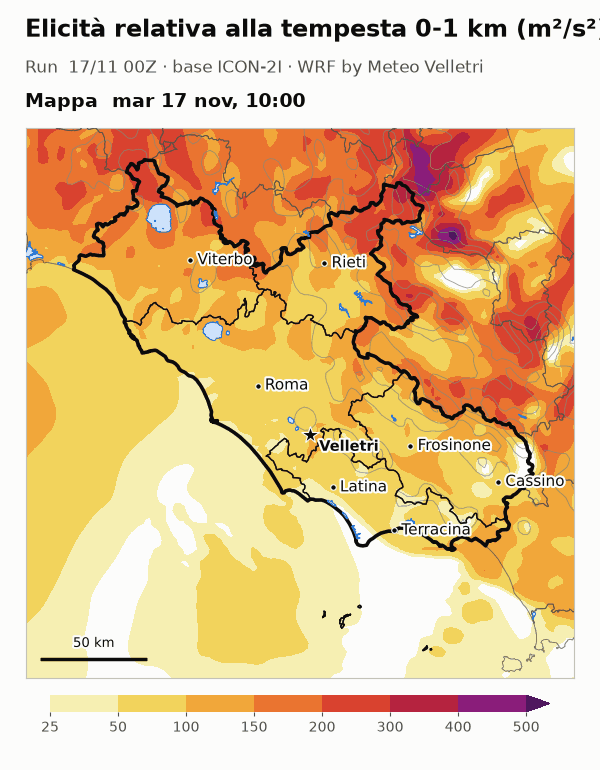 Elicità relativa alla tempesta 0-1 km (m²/s²)
Run 17/11 00Z · base ICON-2I · WRF by Meteo Velletri
Mappa mar 17 nov, 10:00
Viterbo
Rieti
Roma
Velletri
Frosinone
Cassino
Latina
Terracina
50 km
25 50 100 150 200 300 400 500